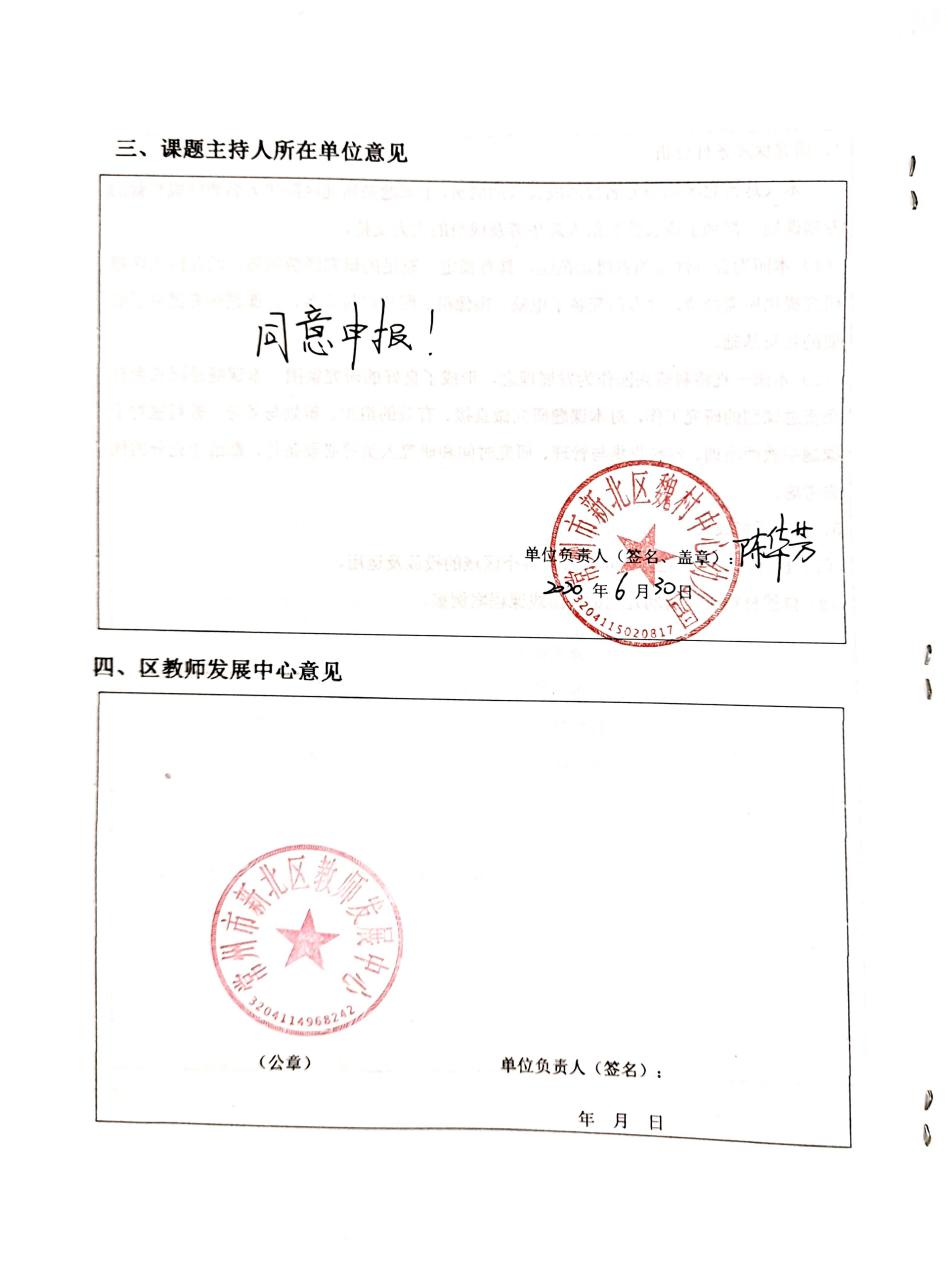 三、课题主持人所在单位意见
同意申报！
常州市新北区魏村中心幼儿园
单位负责人（签名、盖章）：陈华芳
2020 年 6 月 30 日
3204115020817
四、区教师发展中心意见
常州市新北区教师发展中心
3204114968242
（公章） 单位负责人（签名）：
年 月 日